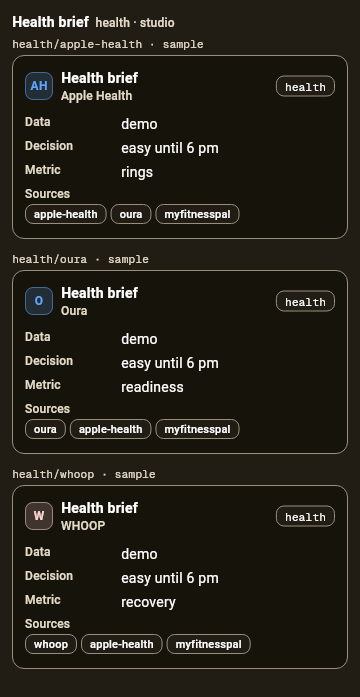 Health brief health · studio
health/apple-health · sample
AH Health brief health
Apple Health
Data demo
Decision easy until 6 pm
Metric rings
Sources
apple-health oura myfitnesspal
health/oura · sample
O Health brief health
Oura
Data demo
Decision easy until 6 pm
Metric readiness
Sources
oura apple-health myfitnesspal
health/whoop · sample
W Health brief health
WHOOP
Data demo
Decision easy until 6 pm
Metric recovery
Sources
whoop apple-health myfitnesspal